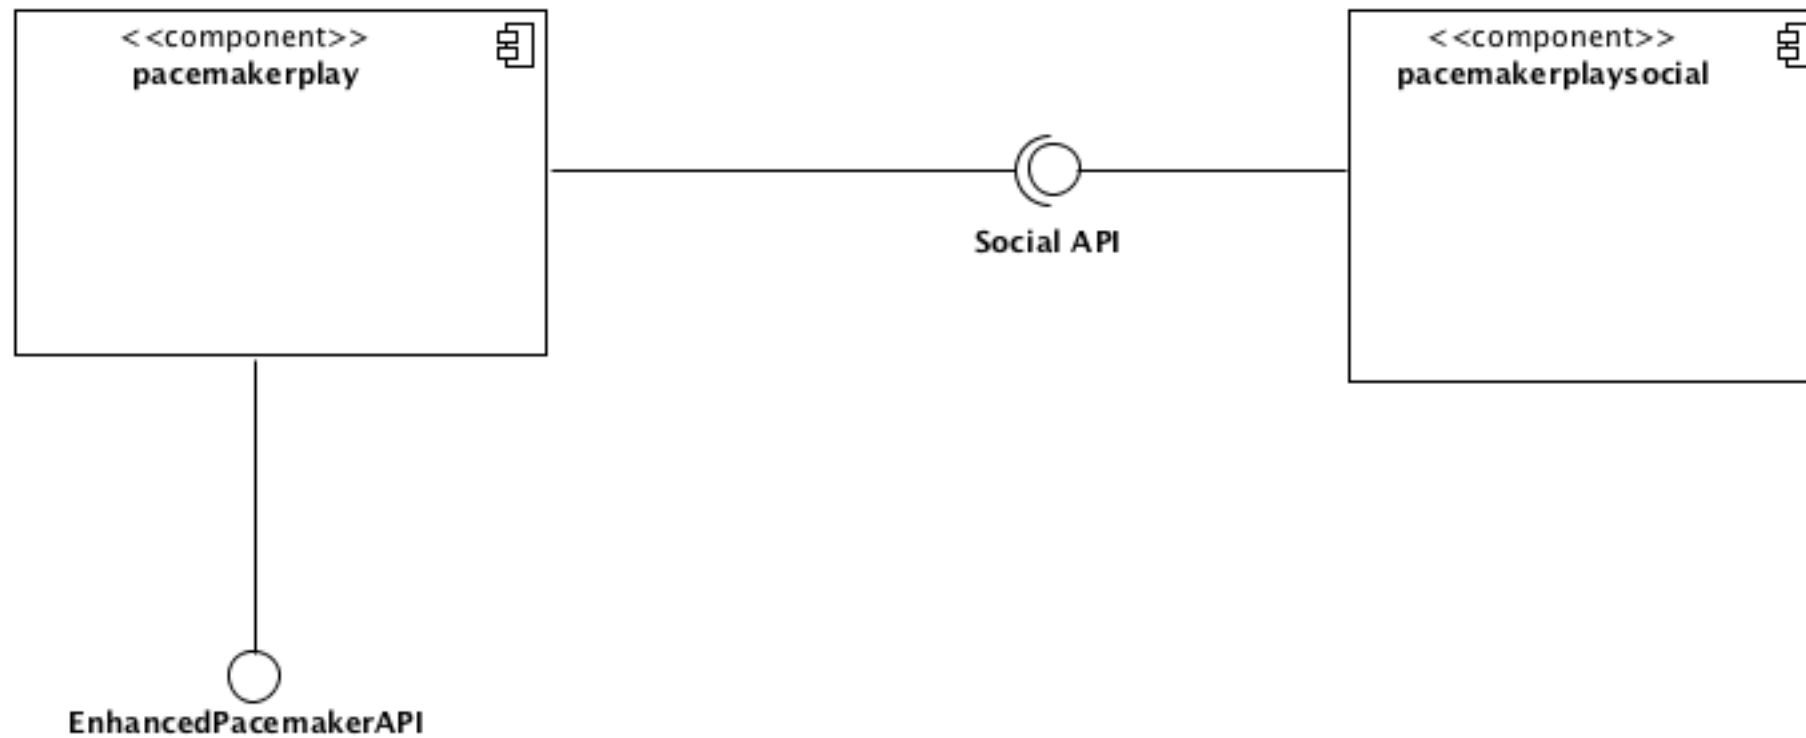 <<component>>
pacemakerplay
<<component>>
pacemakerplaysocial
Social API
EnhancedPacemakerAPI